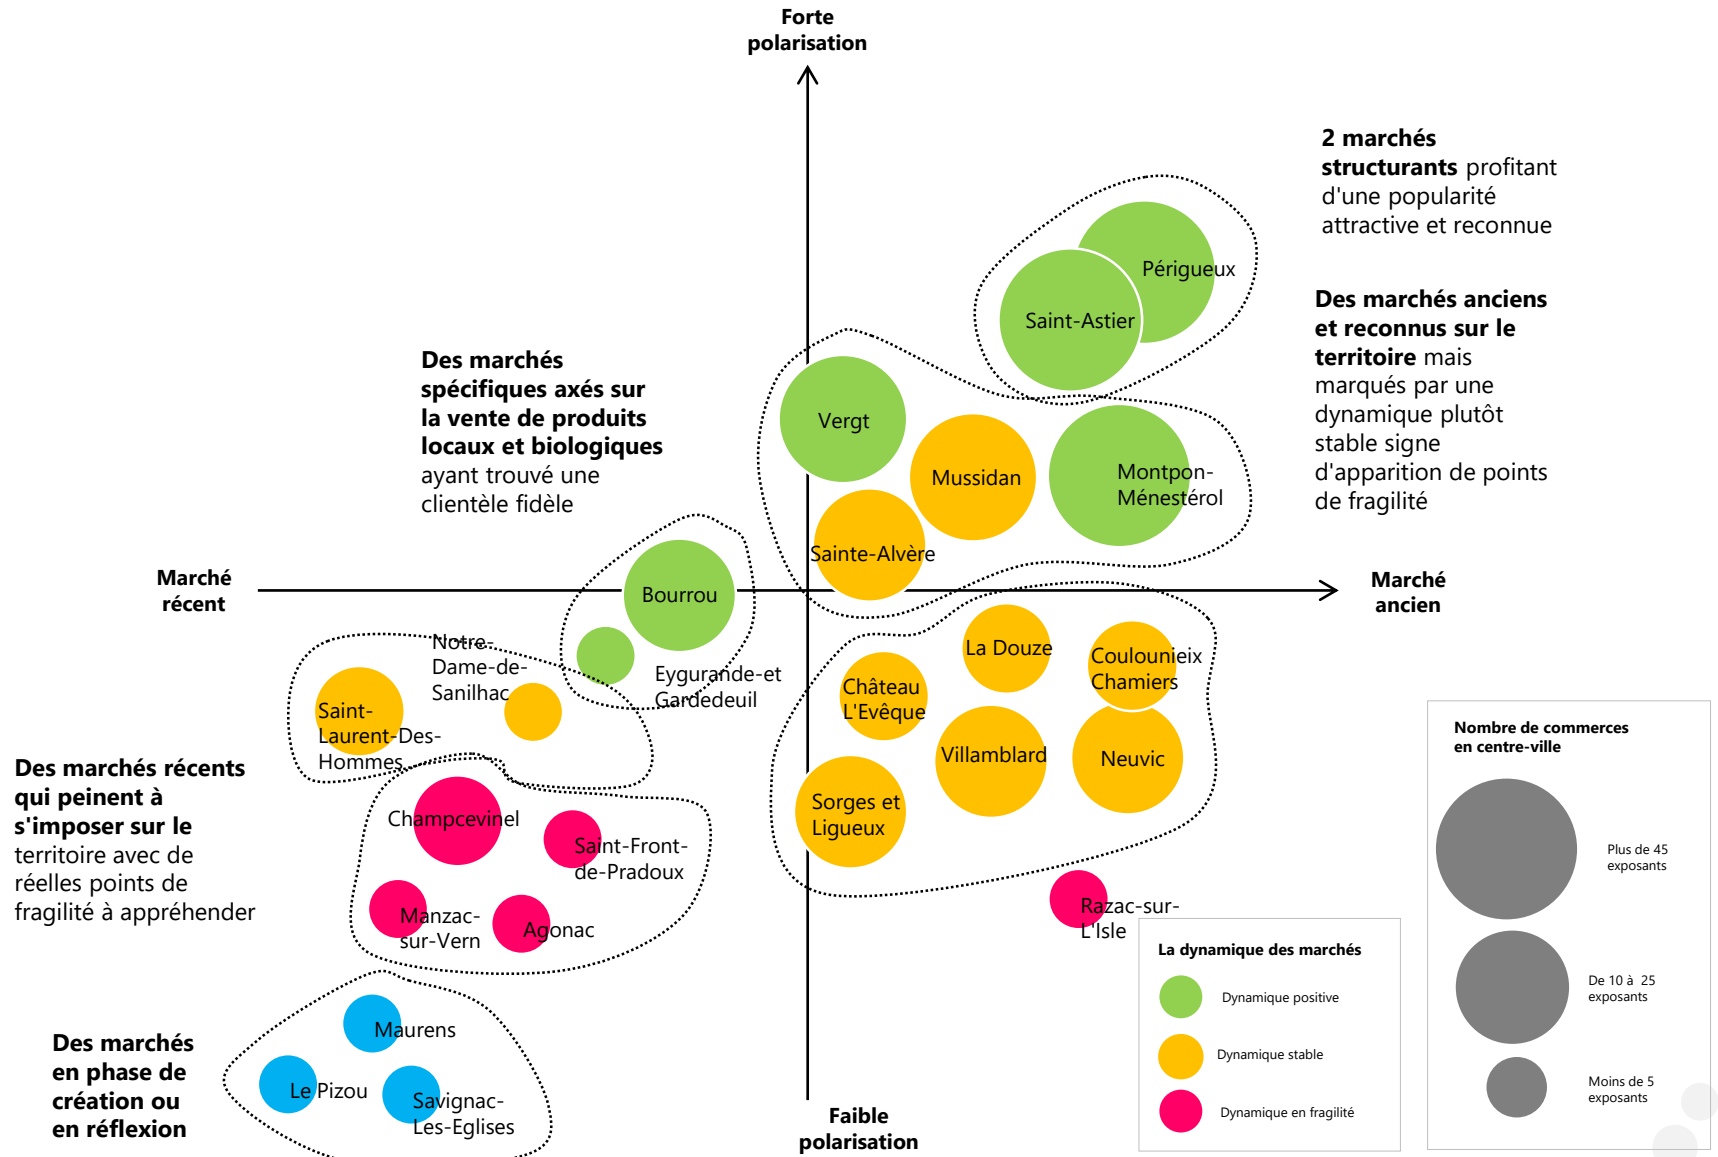 Forte
polarisation
2 marchés
structurants profitant
d'une popularité
attractive et reconnue
Périgueux
Saint-Astier
Des marchés anciens
et reconnus sur le
territoire mais
marqués par une
dynamique plutôt
stable signe
d'apparition de points
de fragilité
Des marchés
spécifiques axés sur
la vente de produits
locaux et biologiques
ayant trouvé une
clientèle fidèle
Vergt
Mussidan
Montpon-
Ménestérol
Sainte-Alvère
Marché
récent
Bourrou
Marché
ancien
Notre-
Dame-de-
Sanilhac
Eygurande-et
Gardedeuil
La Douze
Coulounieix
Chamiers
Château
L'Evêque
Saint-
Laurent-Des-
Hommes
Villamblard
Neuvic
Sorges et
Ligueux
Des marchés récents
qui peinent à
s'imposer sur le
territoire avec de
réelles points de
fragilité à appréhender
Champcevinel
Saint-Front-
de-Pradoux
Manzac-
sur-Vern
Agonac
Razac-sur-
L'Isle
Des marchés
en phase de
création ou
en réflexion
Maurens
Le Pizou
Savignac-
Les-Eglises
Faible
polarisation
La dynamique des marchés
Dynamique positive
Dynamique stable
Dynamique en fragilité
Nombre de commerces
en centre-ville
Plus de 45
exposants
De 10 à 25
exposants
Moins de 5
exposants